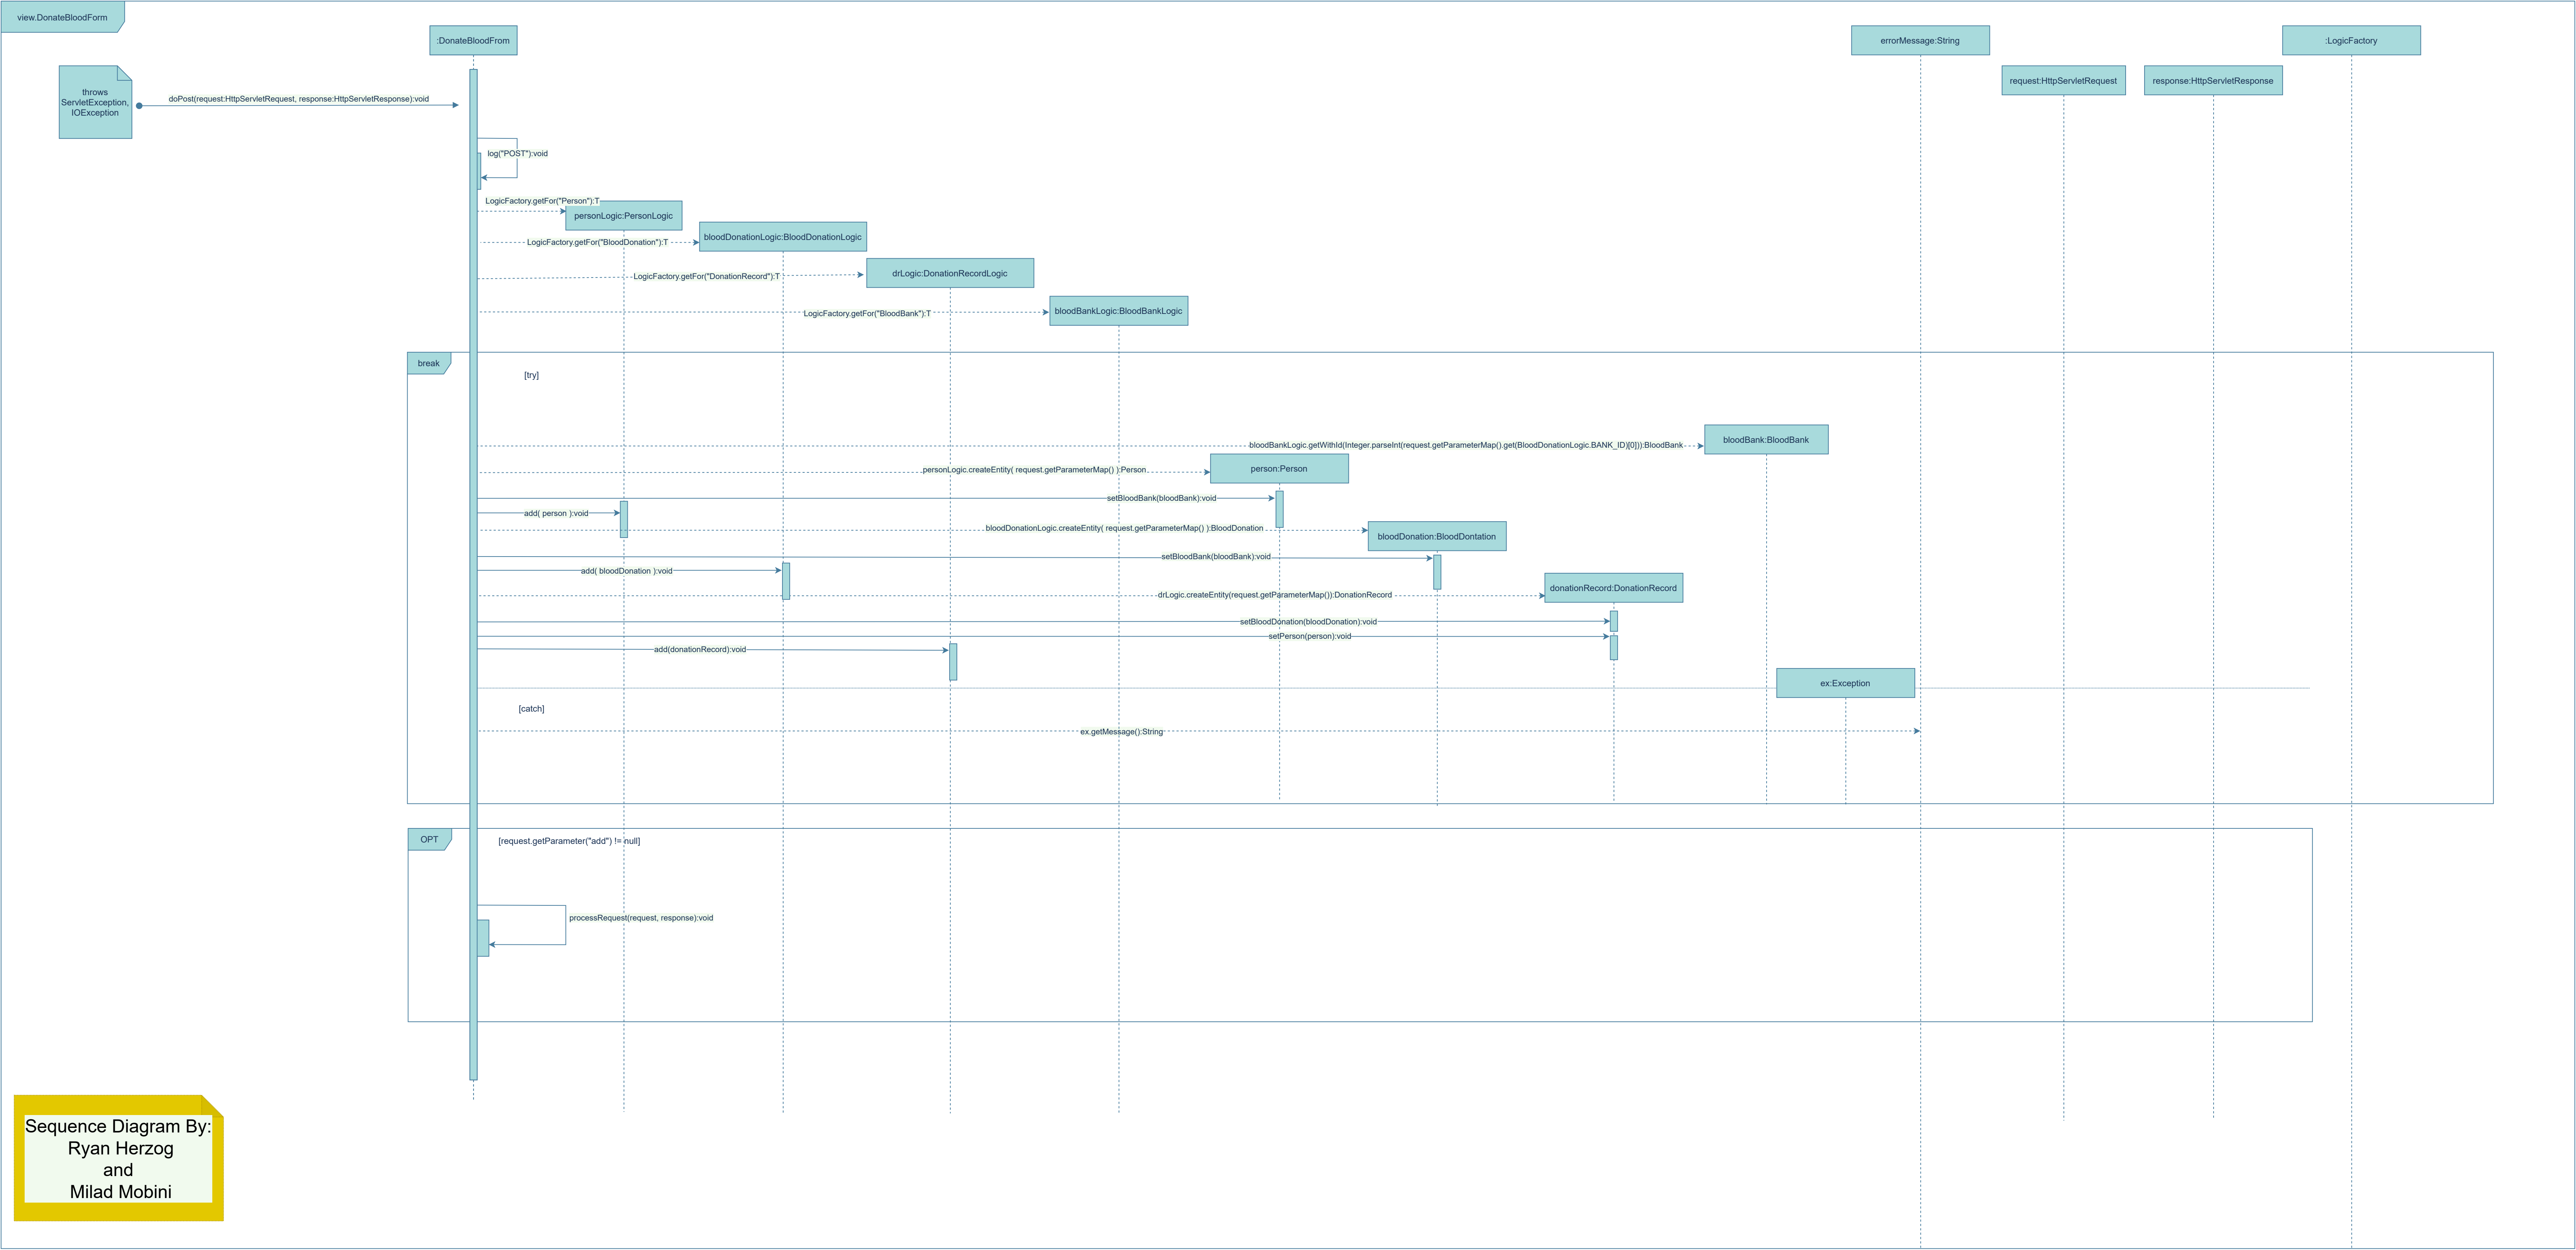 view.DonateBloodForm
:DonateBloodFrom
errorMessage:String
:LogicFactory
request:HttpServletRequest
response:HttpServletResponse
throws
ServletException,
IOException
doPost(request:HttpServletRequest, response:HttpServletResponse):void
log("POST"):void
LogicFactory.getFor("Person"):T
personLogic:PersonLogic
LogicFactory.getFor("BloodDonation"):T
bloodDonationLogic:BloodDonationLogic
LogicFactory.getFor("DonationRecord"):T
drLogic:DonationRecordLogic
LogicFactory.getFor("BloodBank"):T
bloodBankLogic:BloodBankLogic
break
[try]
bloodBankLogic.getWithId(Integer.parseInt(request.getParameterMap().get(BloodDonationLogic.BANK_ID)[0])):BloodBank
bloodBank:BloodBank
personLogic.createEntity( request.getParameterMap() ):Person
person:Person
setBloodBank(bloodBank):void
add( person ):void
bloodDonationLogic.createEntity( request.getParameterMap() ):BloodDonation
bloodDonation:BloodDontation
setBloodBank(bloodBank):void
add( bloodDonation ):void
drLogic.createEntity(request.getParameterMap()):DonationRecord
donationRecord:DonationRecord
setBloodDonation(bloodDonation):void
setPerson(person):void
add(donationRecord):void
ex:Exception
[catch]
ex.getMessage():String
OPT
[request.getParameter("add") != null]
processRequest(request, response):void
Sequence Diagram By:
Ryan Herzog
and
Milad Mobini